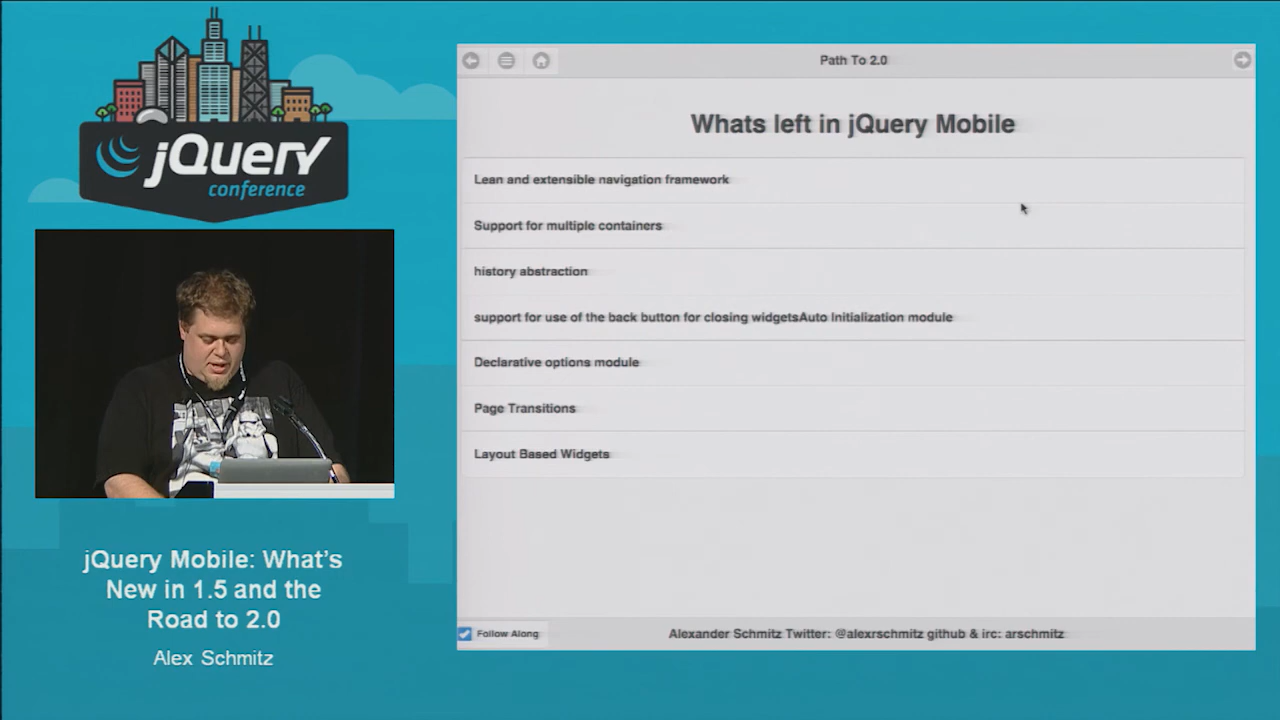 jQuery
conference
jQuery Mobile: What's
New in 1.5 and the
Road to 2.0
Alex Schmitz
Path To 2.0
Whats left in jQuery Mobile
Lean and extensible navigation framework
Support for multiple containers
history abstraction
support for use of the back button for closing widgetsAuto Initialization module
Declarative options module
Page Transitions
Layout Based Widgets
Follow Along
Alexander Schmitz Twitter: @alexrschmitz github & irc: arschmitz